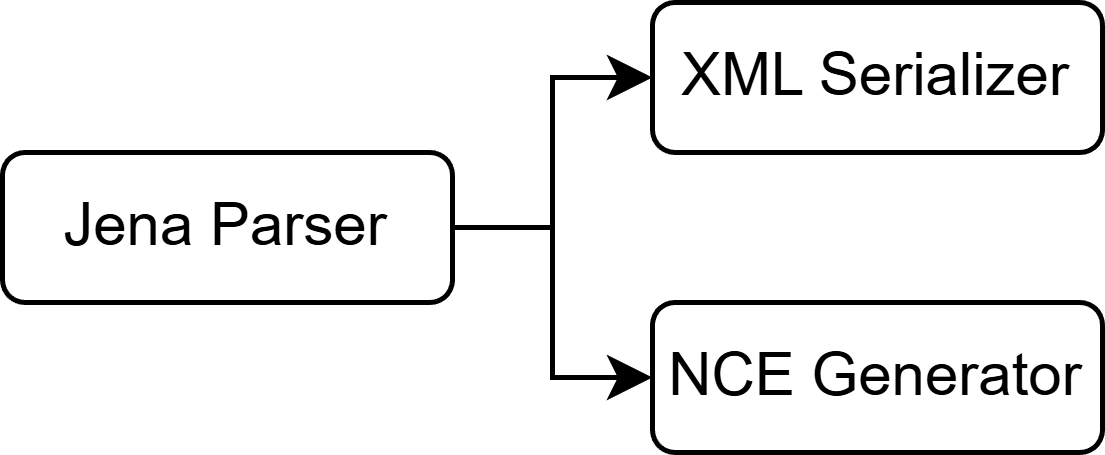 XML Serializer
Jena Parser
NCE Generator